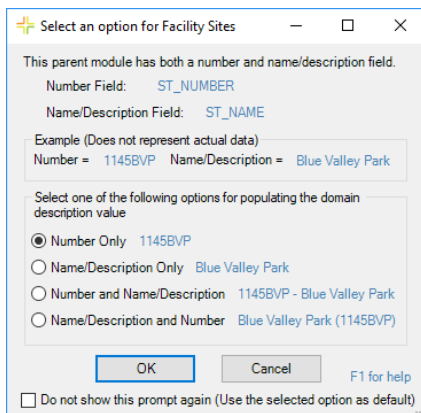 Select an option for Facility Sites
This parent module has both a number and name/description field.
Number Field: ST_NUMBER
Name/Description Field: ST_NAME
Example (Does not represent actual data)
Number = 1145BVP Name/Description = Blue Valley Park
Select one of the following options for populating the domain
description value
Number Only 1145BVP
Name/Description Only Blue Valley Park
Number and Name/Description 1145BVP - Blue Valley Park
Name/Description and Number Blue Valley Park (1145BVP)
OK Cancel
F1 for help
Do not show this prompt again (Use the selected option as default)